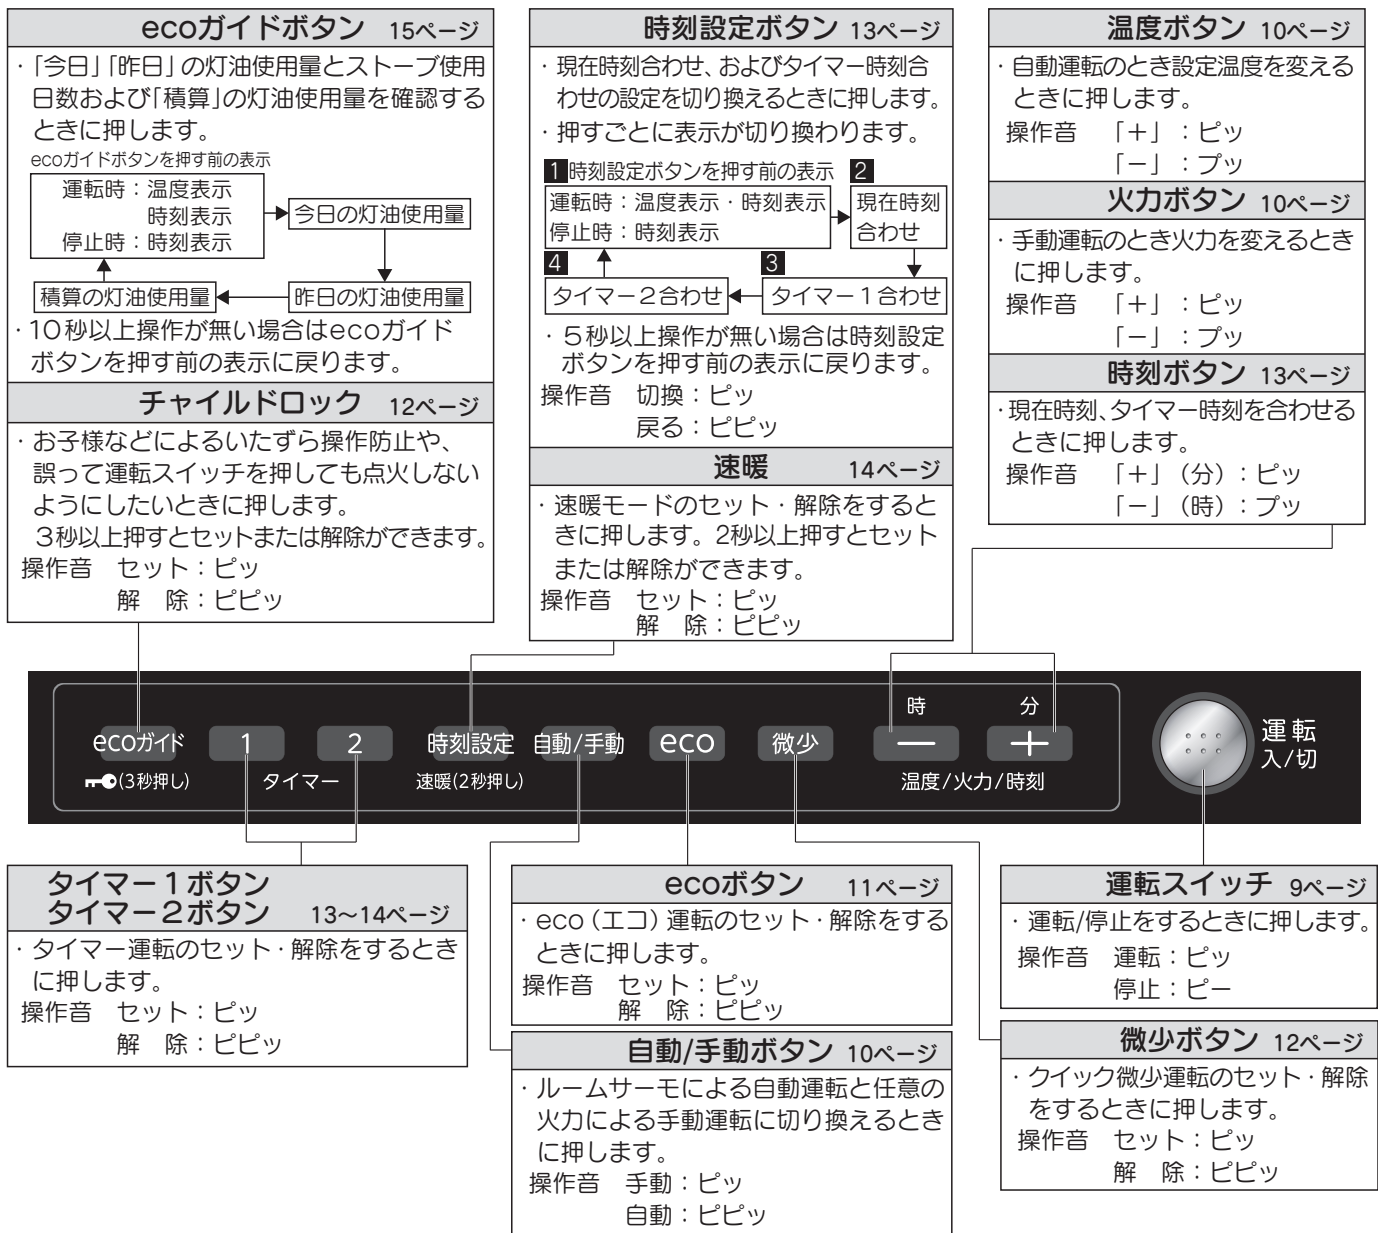 ecoガイドボタン 15ページ
・「今日」「昨日」の灯油使用量とストーブ使用
日数および「積算」の灯油使用量を確認する
ときに押します。
ecoガイドボタンを押す前の表示
運転時：温度表示
時刻表示
停止時：時刻表示
今日の灯油使用量
積算の灯油使用量
昨日の灯油使用量
・10秒以上操作が無い場合はecoガイド
ボタンを押す前の表示に戻ります。
チャイルドロック 12ページ
・お子様などによるいたずら操作防止や、
誤って運転スイッチを押しても点火しない
ようにしたいときに押します。
3秒以上押すとセットまたは解除ができます。
操作音 セット：ピッ
解 除：ピピッ
時刻設定ボタン 13ページ
・現在時刻合わせ、およびタイマー時刻合
わせの設定を切り換えるときに押します。
・押すごとに表示が切り換わります。
1 時刻設定ボタンを押す前の表示 2
運転時：温度表示・時刻表示
停止時：時刻表示
現在時刻
合わせ
4 3
タイマー2合わせ
タイマー1合わせ
・5秒以上操作が無い場合は時刻設定
ボタンを押す前の表示に戻ります。
操作音 切換：ピッ
戻る：ピピッ
速暖 14ページ
・速暖モードのセット・解除をすると
きに押します。2秒以上押すとセット
または解除ができます。
操作音 セット：ピッ
解 除：ピピッ
温度ボタン 10ページ
・自動運転のとき設定温度を変える
ときに押します。
操作音 「＋」：ピッ
「－」：プッ
火力ボタン 10ページ
・手動運転のとき火力を変えるとき
に押します。
操作音 「＋」：ピッ
「－」：プッ
時刻ボタン 13ページ
・現在時刻、タイマー時刻を合わせる
ときに押します。
操作音 「＋」（分）：ピッ
「－」（時）：プッ
時 分
ecoガイド 1 2 時刻設定 自動/手動 eco 微少 － ＋
(3秒押し) タイマー 速暖(2秒押し) 温度/火力/時刻
運転
入/切
タイマー1ボタン
タイマー2ボタン 13～14ページ
・タイマー運転のセット・解除をするとき
に押します。
操作音 セット：ピッ
解 除：ピピッ
ecoボタン 11ページ
・eco（エコ）運転のセット・解除をする
ときに押します。
操作音 セット：ピッ
解 除：ピピッ
自動/手動ボタン 10ページ
・ルームサーモによる自動運転と任意の
火力による手動運転に切り換えるとき
に押します。
操作音 手動：ピッ
自動：ピピッ
運転スイッチ 9ページ
・運転/停止をするときに押します。
操作音 運転：ピッ
停止：ピー
微少ボタン 12ページ
・クイック微少運転のセット・解除
をするときに押します。
操作音 セット：ピッ
解 除：ピピッ